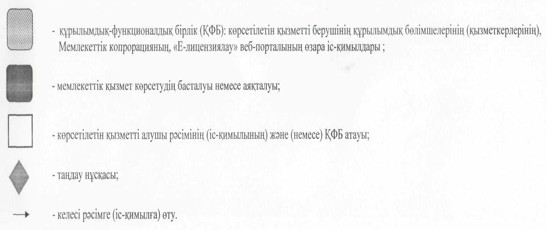 - құрылымдық-функционалдық бірлік (ҚФБ): көрсетілетін қызметті берушінің құрылымдық бөлімшелерінің (қызметкерлерінің),
Мемлекеттік копрорацияның, «Е-лицензиялау» веб-порталының өзара іс-қимылдары ;
- мемлекеттік қызмет көрсетудің басталуы немесе аяқталуы;
- көрсетілетін қызметті алушы рәсімінің (іс-қимылының) және (немесе) ҚФБ атауы;
- таңдау нұсқасы;
- келесі рәсімге (іс-қимылға) өту.